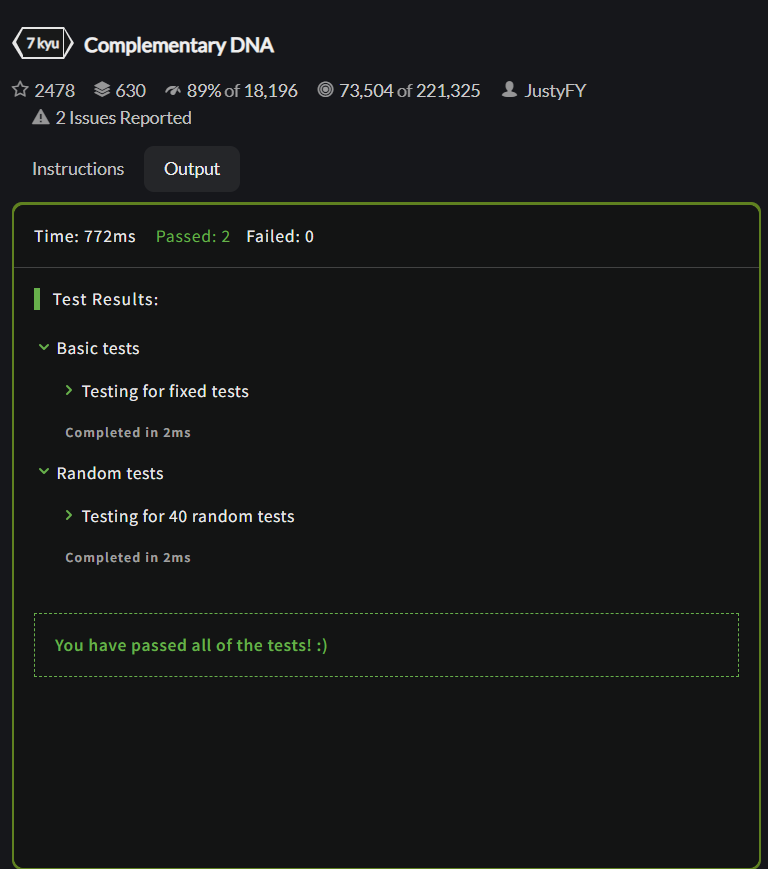 7 kyu Complementary DNA
2478 630 89% of 18,196 73,504 of 221,325 JustyFY
2 Issues Reported
Instructions Output
Time: 772ms Passed: 2 Failed: 0
Test Results:
Basic tests
Testing for fixed tests
Completed in 2ms
Random tests
Testing for 40 random tests
Completed in 2ms
You have passed all of the tests! :)